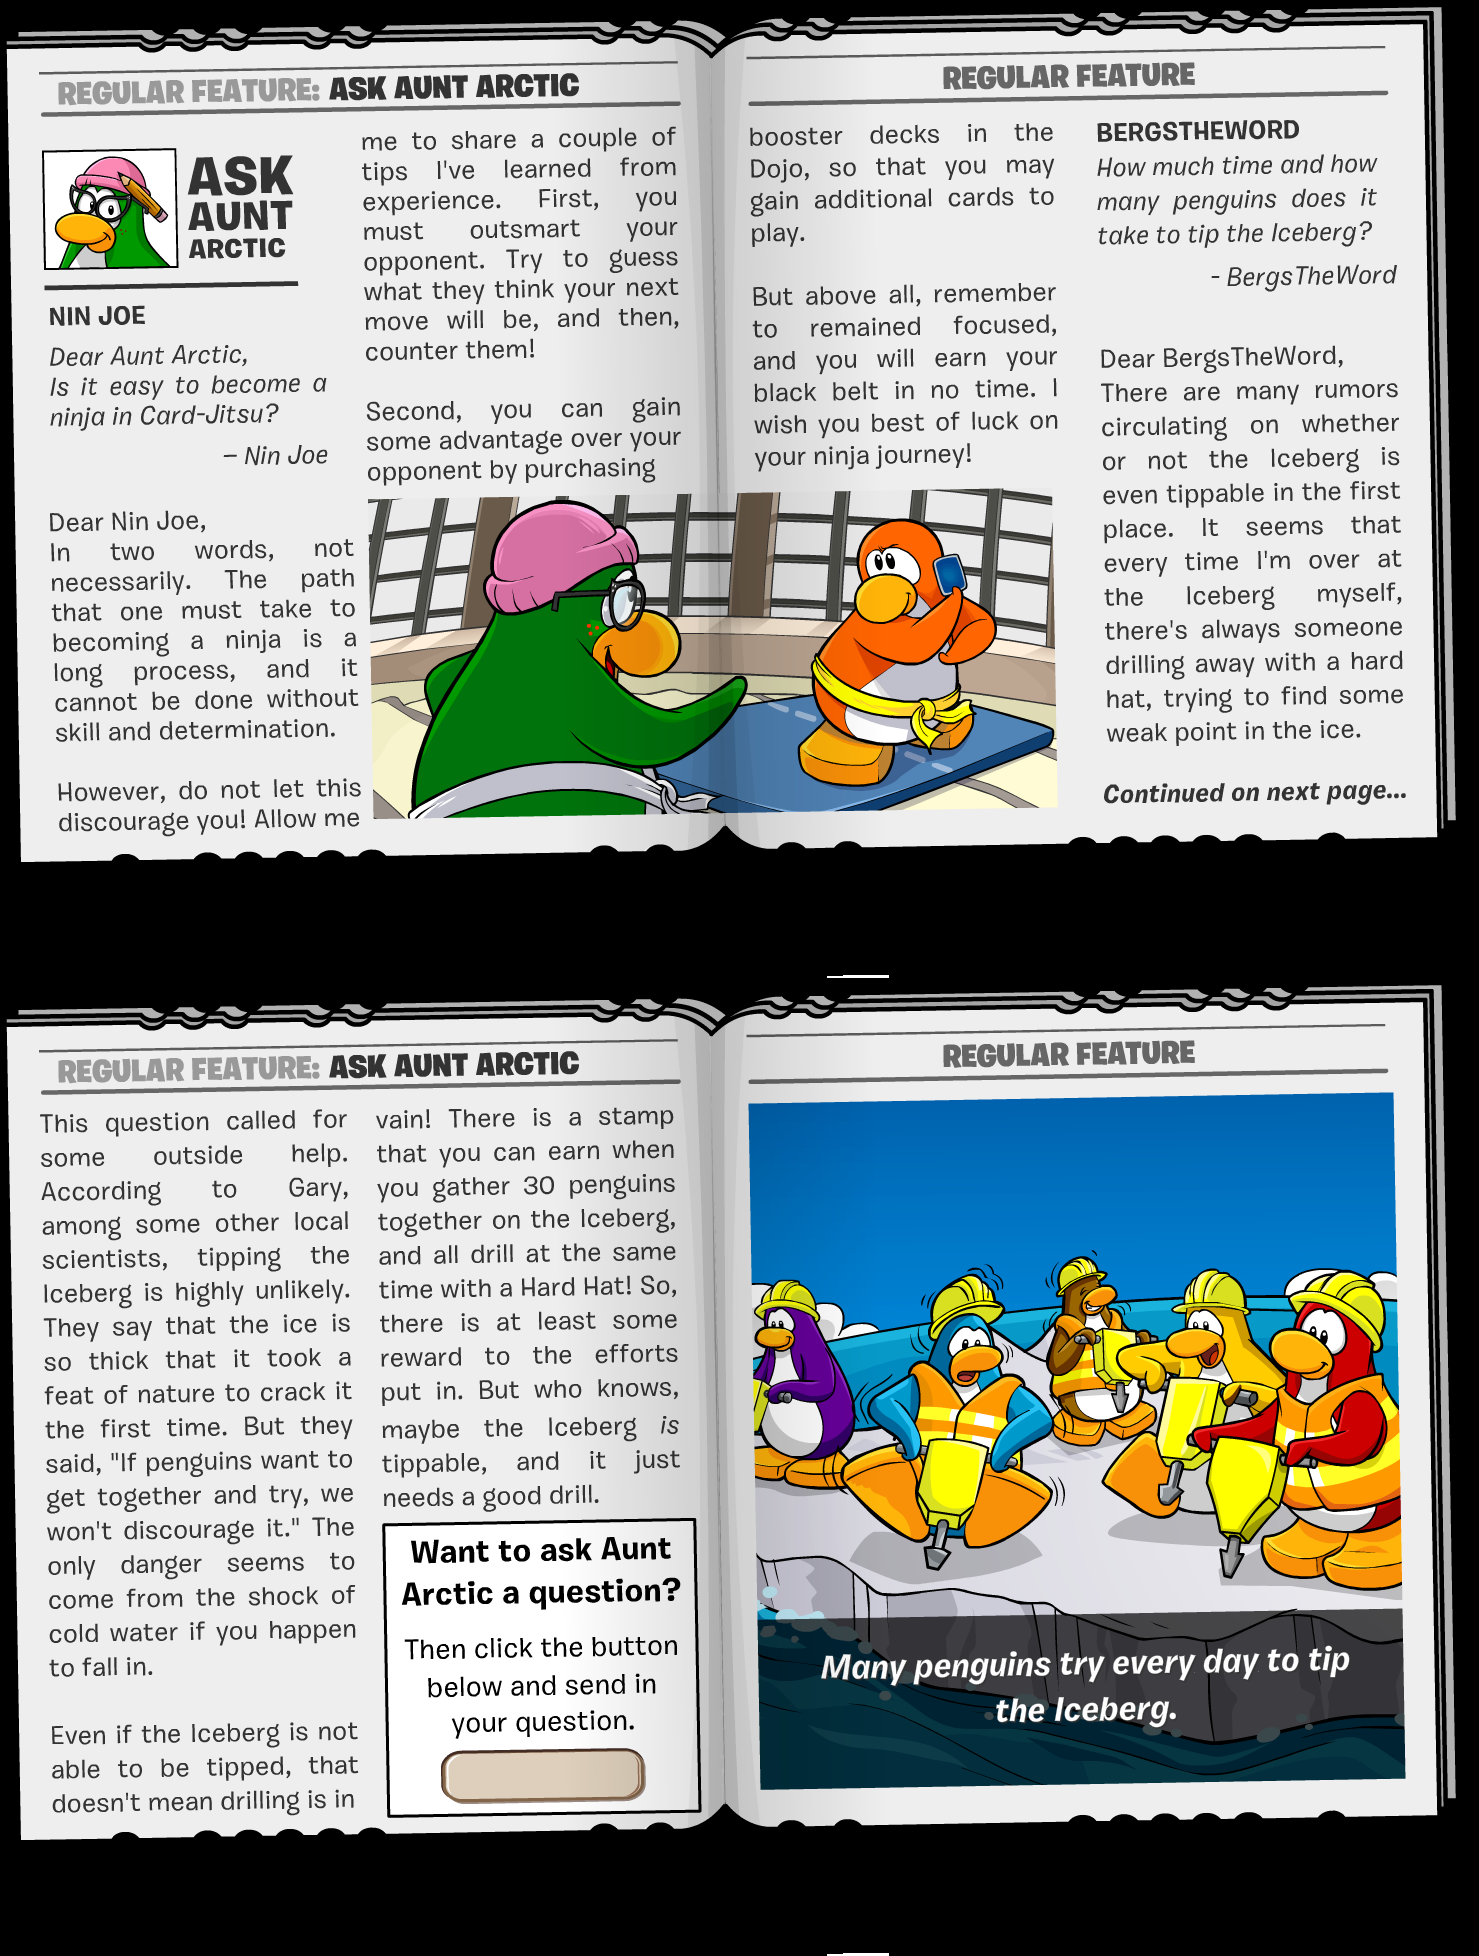 REGULAR FEATURE: ASK AUNT ARCTIC
ASK
AUNT
ARCTIC
NIN JOE
Dear Aunt Arctic,
Is it easy to become a
ninja in Card-Jitsu?
– Nin Joe
Dear Nin Joe,
In two words, not
necessarily. The path
that one must take to
becoming a ninja is a
long process, and it
cannot be done without
skill and determination.
However, do not let this
discourage you! Allow me
me to share a couple of
tips I've learned from
experience. First, you
must outsmart your
opponent. Try to guess
what they think your next
move will be, and then,
counter them!
Second, you can gain
some advantage over your
opponent by purchasing
REGULAR FEATURE
booster decks in the
Dojo, so that you may
gain additional cards to
play.
But above all, remember
to remained focused,
and you will earn your
black belt in no time. I
wish you best of luck on
your ninja journey!
BERGSTHEWORD
How much time and how
many penguins does it
take to tip the Iceberg?
- BergsTheWord
Dear BergsTheWord,
There are many rumors
circulating on whether
or not the Iceberg is
even tippable in the first
place. It seems that
every time I'm over at
the Iceberg myself,
there's always someone
drilling away with a hard
hat, trying to find some
weak point in the ice.
Continued on next page...
REGULAR FEATURE: ASK AUNT ARCTIC
This question called for
some outside help.
According to Gary,
among some other local
scientists, tipping the
Iceberg is highly unlikely.
They say that the ice is
so thick that it took a
feat of nature to crack it
the first time. But they
said, "If penguins want to
get together and try, we
won't discourage it." The
only danger seems to
come from the shock of
cold water if you happen
to fall in.
Even if the Iceberg is not
able to be tipped, that
doesn't mean drilling is in
vain! There is a stamp
that you can earn when
you gather 30 penguins
together on the Iceberg,
and all drill at the same
time with a Hard Hat! So,
there is at least some
reward to the efforts
put in. But who knows,
maybe the Iceberg is
tippable, and it just
needs a good drill.
Want to ask Aunt
Arctic a question?
Then click the button
below and send in
your question.
REGULAR FEATURE
Many penguins try every day to tip
the Iceberg.